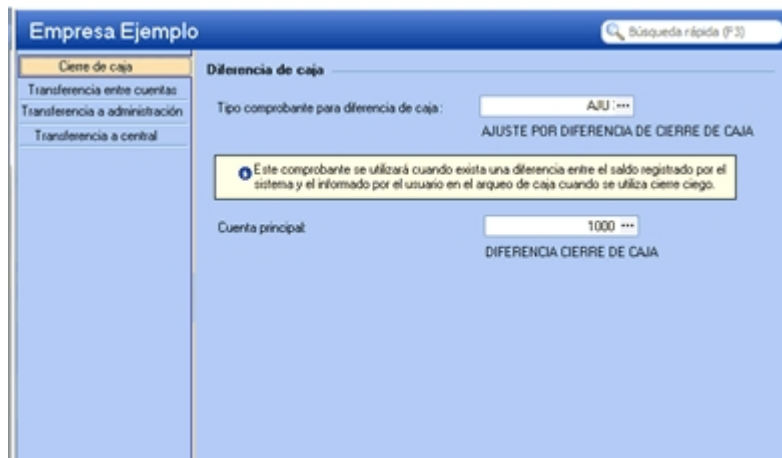 Empresa Ejemplo
Búsqueda rápida (F3)
Cierre de caja
Transferencia entre cuentas
Transferencia a administración
Transferencia a central
Diferencia de caja
Tipo comprobante para diferencia de caja:
AJU ...
AJUSTE POR DIFERENCIA DE CIERRE DE CAJA
Este comprobante se utilizará cuando exista una diferencia entre el saldo registrado por el
sistema y el informado por el usuario en el arqueo de caja cuando se utiliza cierre ciego.
Cuenta principal:
1000 ...
DIFERENCIA CIERRE DE CAJA